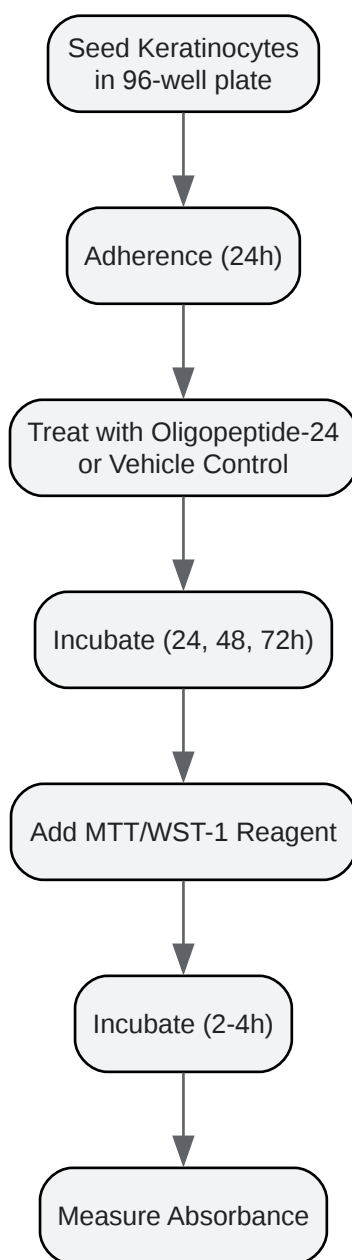 Seed Keratinocytes
in 96-well plate
Adherence (24h)
Treat with Oligopeptide-24
or Vehicle Control
Incubate (24, 48, 72h)
Add MTT/WST-1 Reagent
Incubate (2-4h)
Measure Absorbance